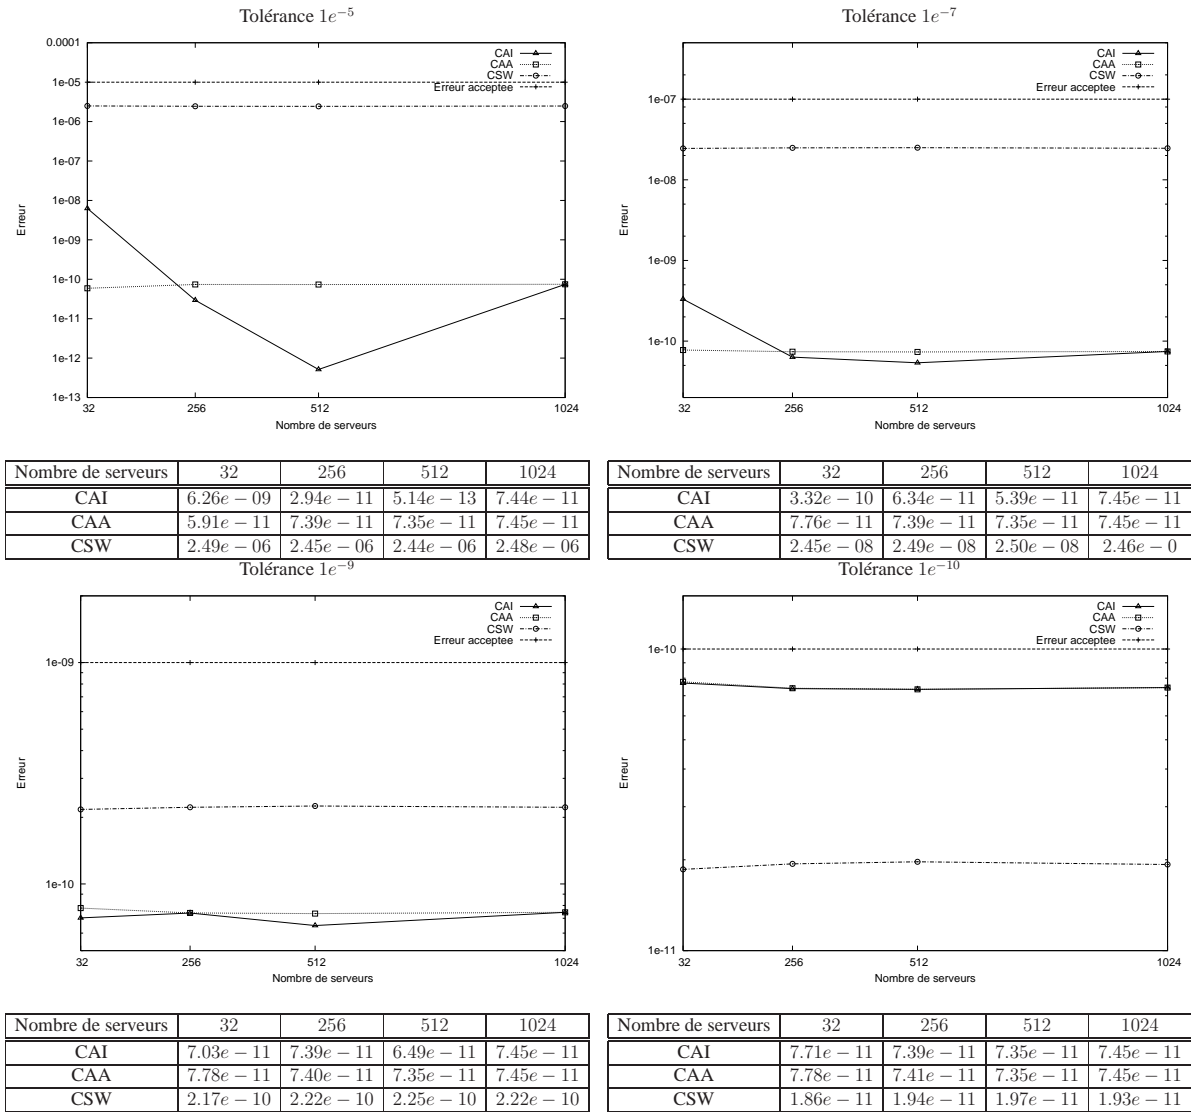 Tolérance 1e−5
0.0001
1e-05
1e-06
1e-07
1e-08
1e-09
1e-10
1e-11
1e-12
1e-13
Erreur
CAI
CAA
CSW
Erreur acceptee
32 256 512 1024
Nombre de serveurs
Tolérance 1e−7
1e-07
1e-08
1e-09
1e-10
Erreur
CAI
CAA
CSW
Erreur acceptee
32 256 512 1024
Nombre de serveurs
Nombre de serveurs 32 256 512 1024
CAI 6.26e − 09 2.94e − 11 5.14e − 13 7.44e − 11
CAA 5.91e − 11 7.39e − 11 7.35e − 11 7.45e − 11
CSW 2.49e − 06 2.45e − 06 2.44e − 06 2.48e − 06
Nombre de serveurs 32 256 512 1024
CAI 3.32e − 10 6.34e − 11 5.39e − 11 7.45e − 11
CAA 7.76e − 11 7.39e − 11 7.35e − 11 7.45e − 11
CSW 2.45e − 08 2.49e − 08 2.50e − 08 2.46e − 0
Tolérance 1e−9
1e-09
1e-10
Erreur
CAI
CAA
CSW
Erreur acceptee
32 256 512 1024
Nombre de serveurs
Tolérance 1e−10
1e-10
1e-11
Erreur
CAI
CAA
CSW
Erreur acceptee
32 256 512 1024
Nombre de serveurs
Nombre de serveurs 32 256 512 1024
CAI 7.03e − 11 7.39e − 11 6.49e − 11 7.45e − 11
CAA 7.78e − 11 7.40e − 11 7.35e − 11 7.45e − 11
CSW 2.17e − 10 2.22e − 10 2.25e − 10 2.22e − 10
Nombre de serveurs 32 256 512 1024
CAI 7.71e − 11 7.39e − 11 7.35e − 11 7.45e − 11
CAA 7.78e − 11 7.41e − 11 7.35e − 11 7.45e − 11
CSW 1.86e − 11 1.94e − 11 1.97e − 11 1.93e − 11